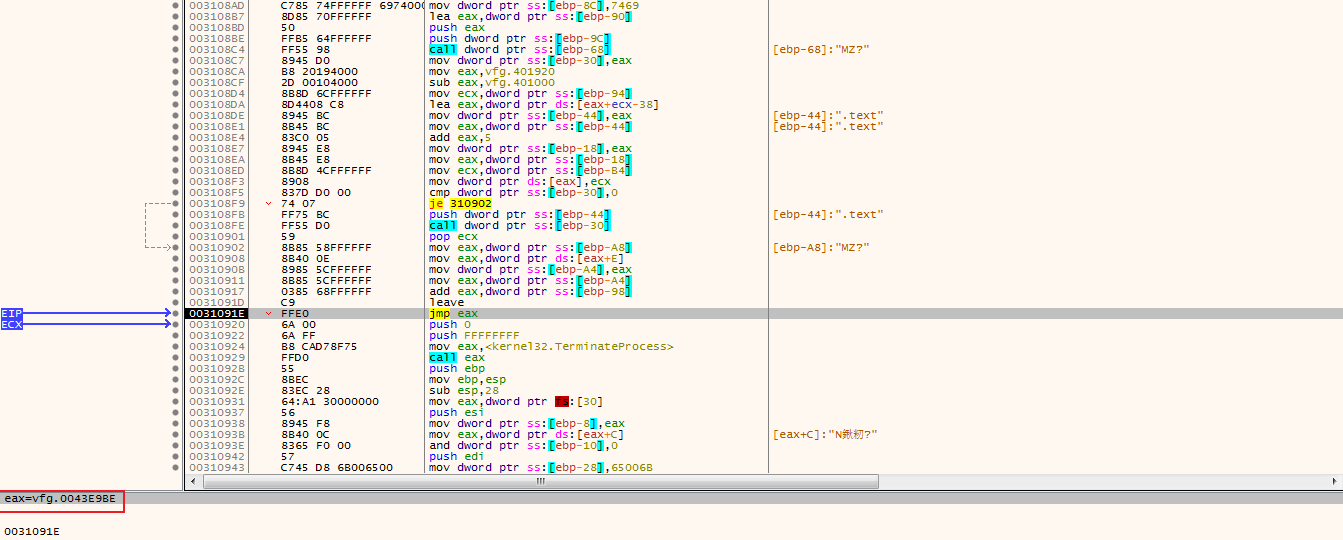 003108AD C785 74FFFFFF 6974000 mov dword ptr ss:[ebp-8C],7469
003108B7 8D85 70FFFFFF lea eax,dword ptr ss:[ebp-90]
003108BD 50 push eax
003108BE FFB5 64FFFFFF push dword ptr ss:[ebp-9C]
003108C4 FF55 98 call dword ptr ss:[ebp-68] [ebp-68]:"MZ?"
003108C7 8945 D0 mov dword ptr ss:[ebp-30],eax
003108CA B8 20194000 mov eax,vfg.401920
003108CF 2D 00104000 sub eax,vfg.401000
003108D4 8B8D 6CFFFFFF mov ecx,dword ptr ss:[ebp-94]
003108DA 8D4408 C8 lea eax,dword ptr ds:[eax+ecx-38]
003108DE 8945 BC mov dword ptr ss:[ebp-44],eax [ebp-44]:".text"
003108E1 8B45 BC mov eax,dword ptr ss:[ebp-44] [ebp-44]:".text"
003108E4 83C0 05 add eax,5
003108E7 8945 E8 mov dword ptr ss:[ebp-18],eax
003108EA 8B45 E8 mov eax,dword ptr ss:[ebp-18]
003108ED 8B8D 4CFFFFFF mov ecx,dword ptr ss:[ebp-B4]
003108F3 8908 mov dword ptr ds:[eax],ecx
003108F5 837D D0 00 cmp dword ptr ss:[ebp-30],0
003108F9 74 07 je 310902
003108FB FF75 BC push dword ptr ss:[ebp-44] [ebp-44]:".text"
003108FE FF55 D0 call dword ptr ss:[ebp-30]
00310901 59 pop ecx
00310902 8B85 58FFFFFF mov eax,dword ptr ss:[ebp-A8] [ebp-A8]:"MZ?"
00310908 8B40 0E mov eax,dword ptr ds:[eax+E]
0031090B 8985 5CFFFFFF mov dword ptr ss:[ebp-A4],eax
00310911 8B85 5CFFFFFF mov eax,dword ptr ss:[ebp-A4]
00310917 0385 68FFFFFF add eax,dword ptr ss:[ebp-98]
0031091D C9 leave
EIP 0031091E FFE0 jmp eax
ECX 00310920 6A 00 push 0
00310922 6A FF push FFFFFFFF
00310924 B8 CAD78F75 mov eax,<kernel32.TerminateProcess>
00310929 FFD0 call eax
0031092B 55 push ebp
0031092C 8BEC mov ebp,esp
0031092E 83EC 28 sub esp,28
00310931 64:A1 30000000 mov eax,dword ptr fs:[30]
00310937 56 push esi
00310938 8945 F8 mov dword ptr ss:[ebp-8],eax
0031093B 8B40 0C mov eax,dword ptr ds:[eax+C] [eax+C]:"N鍬籾?"
0031093E 8365 F0 00 and dword ptr ss:[ebp-10],0
00310942 57 push edi
00310943 C745 D8 6B006500 mov dword ptr ss:[ebp-28],65006B
eax=vfg.0043E9BE
0031091E